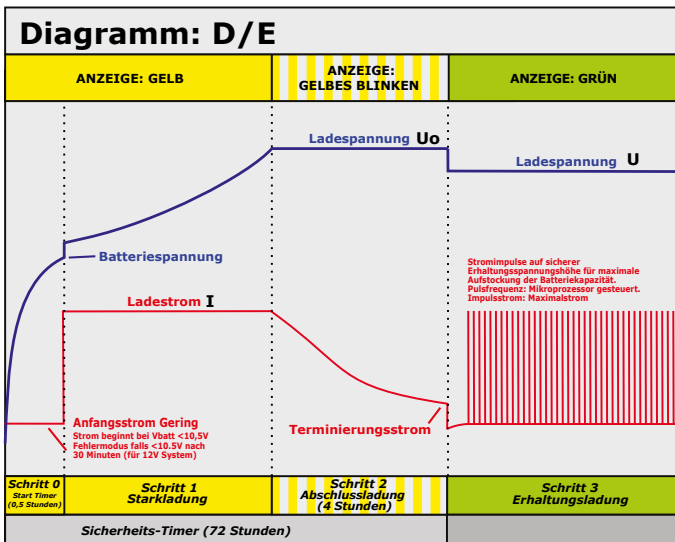 Diagramm: D/E
ANZEIGE: GELB
ANZEIGE:
GELBES BLINKEN
ANZEIGE: GRÜN
Ladespannung Uo
Ladespannung U
Batteriespannung
Stromimpulse auf sicherer
Erhaltungsspannungshöhe für maximale
Aufstockung der Batteriekapazität.
Pulsfrequenz: Mikroprozessor gesteuert.
Impulsstrom: Maximalstrom
Ladestrom I
Anfangsstrom Gering
Strom beginnt bei Vbatt <10,5V
Fehlermodus falls <10.5V nach
30 Minuten (für 12V System)
Terminierungsstrom
Schritt 0
Start Timer
(0,5 Stunden)
Schritt 1
Starkladung
Schritt 2
Abschlussladung
(4 Stunden)
Schritt 3
Erhaltungsladung
Sicherheits-Timer (72 Stunden)